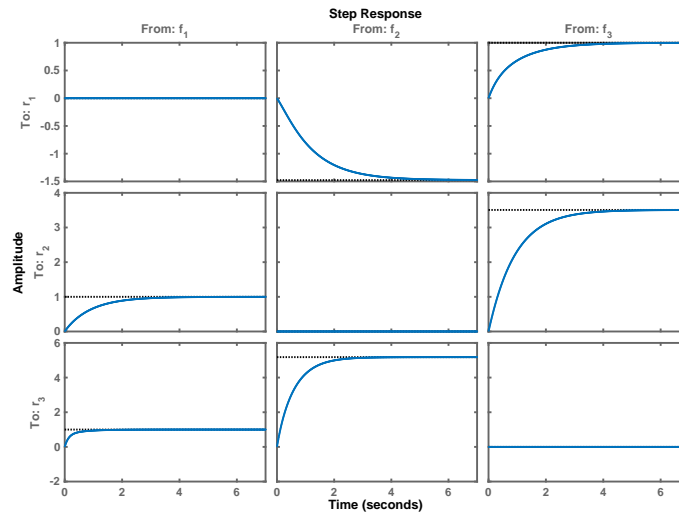 Step Response
From: f1
From: f2
From: f3
To: r1
1
0.5
0
-0.5
-1
-1.5
To: r2
4
3
2
1
0
Amplitude
To: r3
6
4
2
0
-2
0 2 4 6
0 2 4 6
0 2 4 6
Time (seconds)